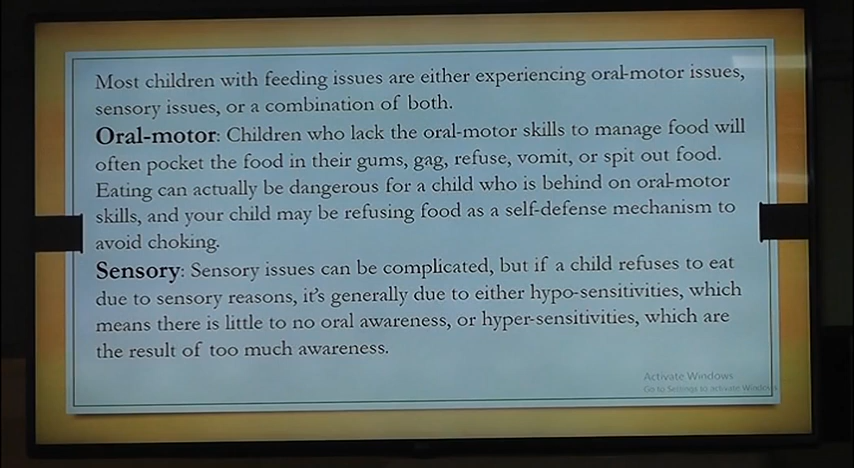 Most children with feeding issues are either experiencing oral-motor issues,
sensory issues, or a combination of both.
Oral-motor: Children who lack the oral-motor skills to manage food will
often pocket the food in their gums, gag, refuse, vomit, or spit out food.
Eating can actually be dangerous for a child who is behind on oral-motor
skills, and your child may be refusing food as a self-defense mechanism to
avoid choking.
Sensory: Sensory issues can be complicated, but if a child refuses to eat
due to sensory reasons, it's generally due to either hypo-sensitivities, which
means there is little to no oral awareness, or hyper-sensitivities, which are
the result of too much awareness.
Activate Windows
Go to Settings to activate Windows